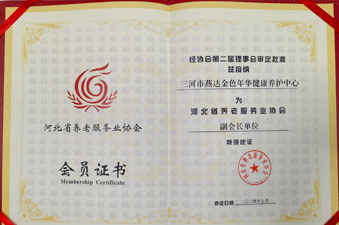 河北省养老服务业协会
会员证书
Membership Certificate
经协会第二届理事会审定批准
兹接纳
三河市燕达金色年华健康养护中心
为
河北省养老服务业协会
副会长单位
特颁此证